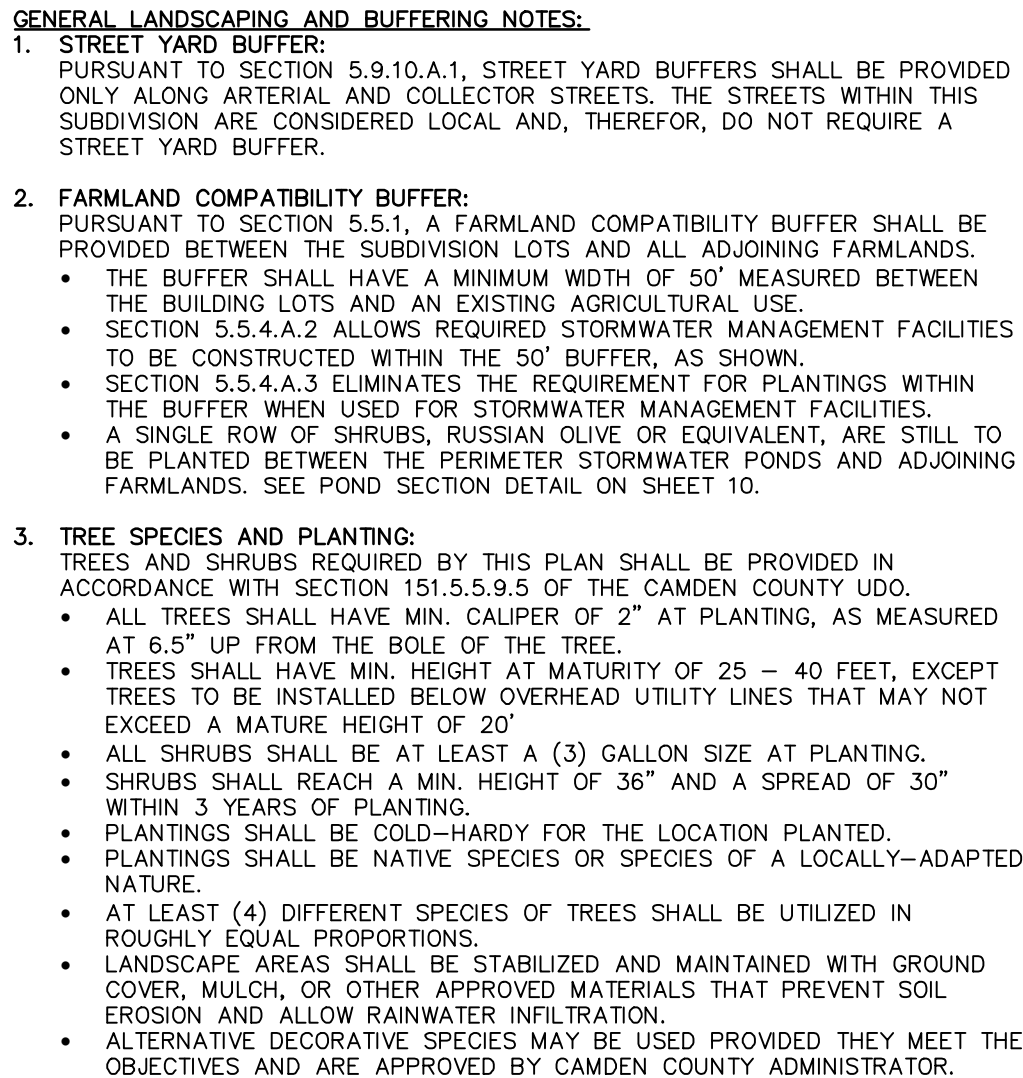 GENERAL LANDSCAPING AND BUFFERING NOTES:
1. STREET YARD BUFFER:
PURSUANT TO SECTION 5.9.10.A.1, STREET YARD BUFFERS SHALL BE PROVIDED
ONLY ALONG ARTERIAL AND COLLECTOR STREETS. THE STREETS WITHIN THIS
SUBDIVISION ARE CONSIDERED LOCAL AND, THEREFOR, DO NOT REQUIRE A
STREET YARD BUFFER.
2. FARMLAND COMPATIBILITY BUFFER:
PURSUANT TO SECTION 5.5.1, A FARMLAND COMPATIBILITY BUFFER SHALL BE
PROVIDED BETWEEN THE SUBDIVISION LOTS AND ALL ADJOINING FARMLANDS.
• THE BUFFER SHALL HAVE A MINIMUM WIDTH OF 50' MEASURED BETWEEN
THE BUILDING LOTS AND AN EXISTING AGRICULTURAL USE.
• SECTION 5.5.4.A.2 ALLOWS REQUIRED STORMWATER MANAGEMENT FACILITIES
TO BE CONSTRUCTED WITHIN THE 50' BUFFER, AS SHOWN.
• SECTION 5.5.4.A.3 ELIMINATES THE REQUIREMENT FOR PLANTINGS WITHIN
THE BUFFER WHEN USED FOR STORMWATER MANAGEMENT FACILITIES.
• A SINGLE ROW OF SHRUBS, RUSSIAN OLIVE OR EQUIVALENT, ARE STILL TO
BE PLANTED BETWEEN THE PERIMETER STORMWATER PONDS AND ADJOINING
FARMLANDS. SEE POND SECTION DETAIL ON SHEET 10.
3. TREE SPECIES AND PLANTING:
TREES AND SHRUBS REQUIRED BY THIS PLAN SHALL BE PROVIDED IN
ACCORDANCE WITH SECTION 151.5.5.9.5 OF THE CAMDEN COUNTY UDO.
• ALL TREES SHALL HAVE MIN. CALIPER OF 2" AT PLANTING, AS MEASURED
AT 6.5" UP FROM THE BOLE OF THE TREE.
• TREES SHALL HAVE MIN. HEIGHT AT MATURITY OF 25 – 40 FEET, EXCEPT
TREES TO BE INSTALLED BELOW OVERHEAD UTILITY LINES THAT MAY NOT
EXCEED A MATURE HEIGHT OF 20'
• ALL SHRUBS SHALL BE AT LEAST A (3) GALLON SIZE AT PLANTING.
• SHRUBS SHALL REACH A MIN. HEIGHT OF 36" AND A SPREAD OF 30"
WITHIN 3 YEARS OF PLANTING.
• PLANTINGS SHALL BE COLD–HARDY FOR THE LOCATION PLANTED.
• PLANTINGS SHALL BE NATIVE SPECIES OR SPECIES OF A LOCALLY–ADAPTED
NATURE.
• AT LEAST (4) DIFFERENT SPECIES OF TREES SHALL BE UTILIZED IN
ROUGHLY EQUAL PROPORTIONS.
• LANDSCAPE AREAS SHALL BE STABILIZED AND MAINTAINED WITH GROUND
COVER, MULCH, OR OTHER APPROVED MATERIALS THAT PREVENT SOIL
EROSION AND ALLOW RAINWATER INFILTRATION.
• ALTERNATIVE DECORATIVE SPECIES MAY BE USED PROVIDED THEY MEET THE
OBJECTIVES AND ARE APPROVED BY CAMDEN COUNTY ADMINISTRATOR.